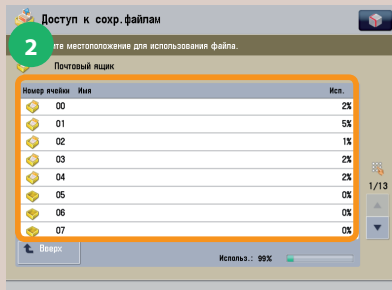 Доступ к сохр.файлам
2
те местоположение для использования файла.
Почтовый ящик
Номер ячейки Имя Исп.
00 2%
01 5%
02 1%
03 2%
04 2%
05 0%
06 0%
07 0%
1/13
Вверх
Использ.: 99%